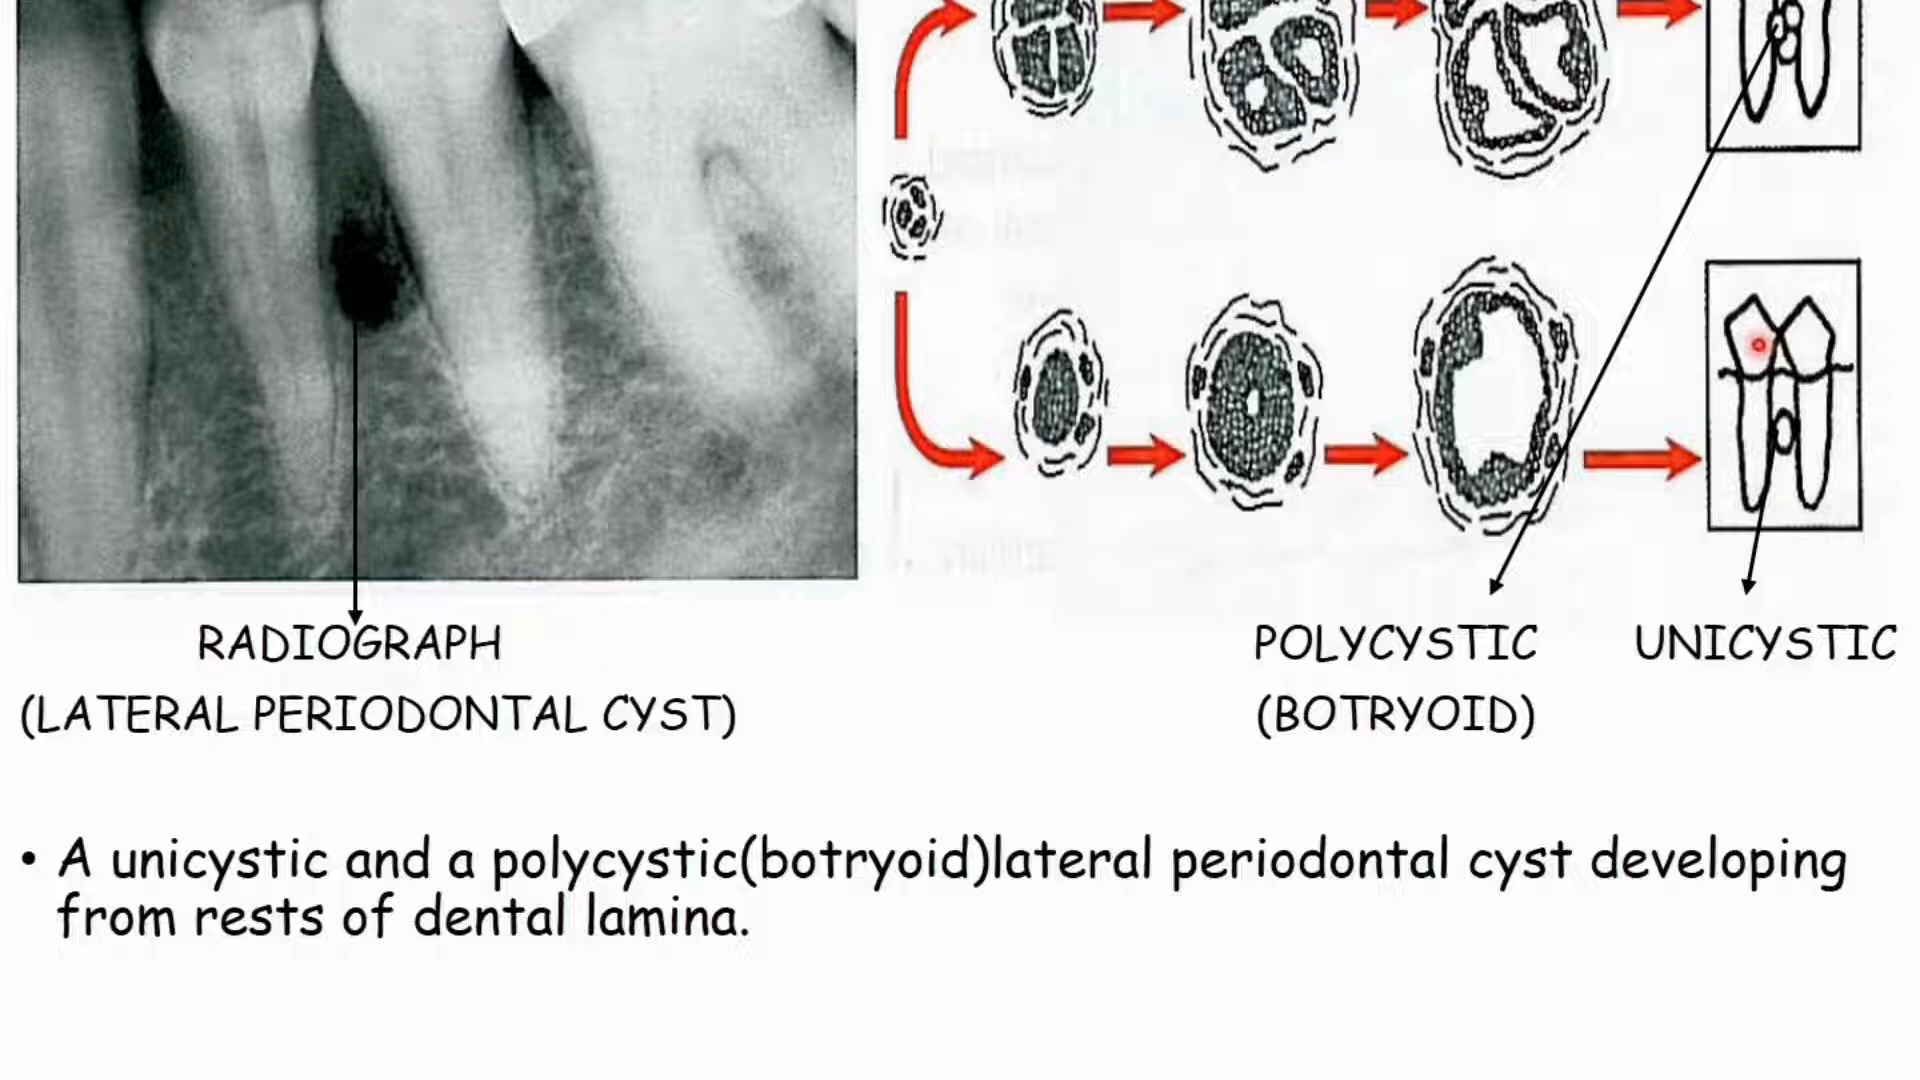 RADIOGRAPH
(LATERAL PERIODONTAL CYST)
POLYCYSTIC
(BOTRYOID)
UNICYSTIC
• A unicystic and a polycystic(botryoid)lateral periodontal cyst developing
from rests of dental lamina.